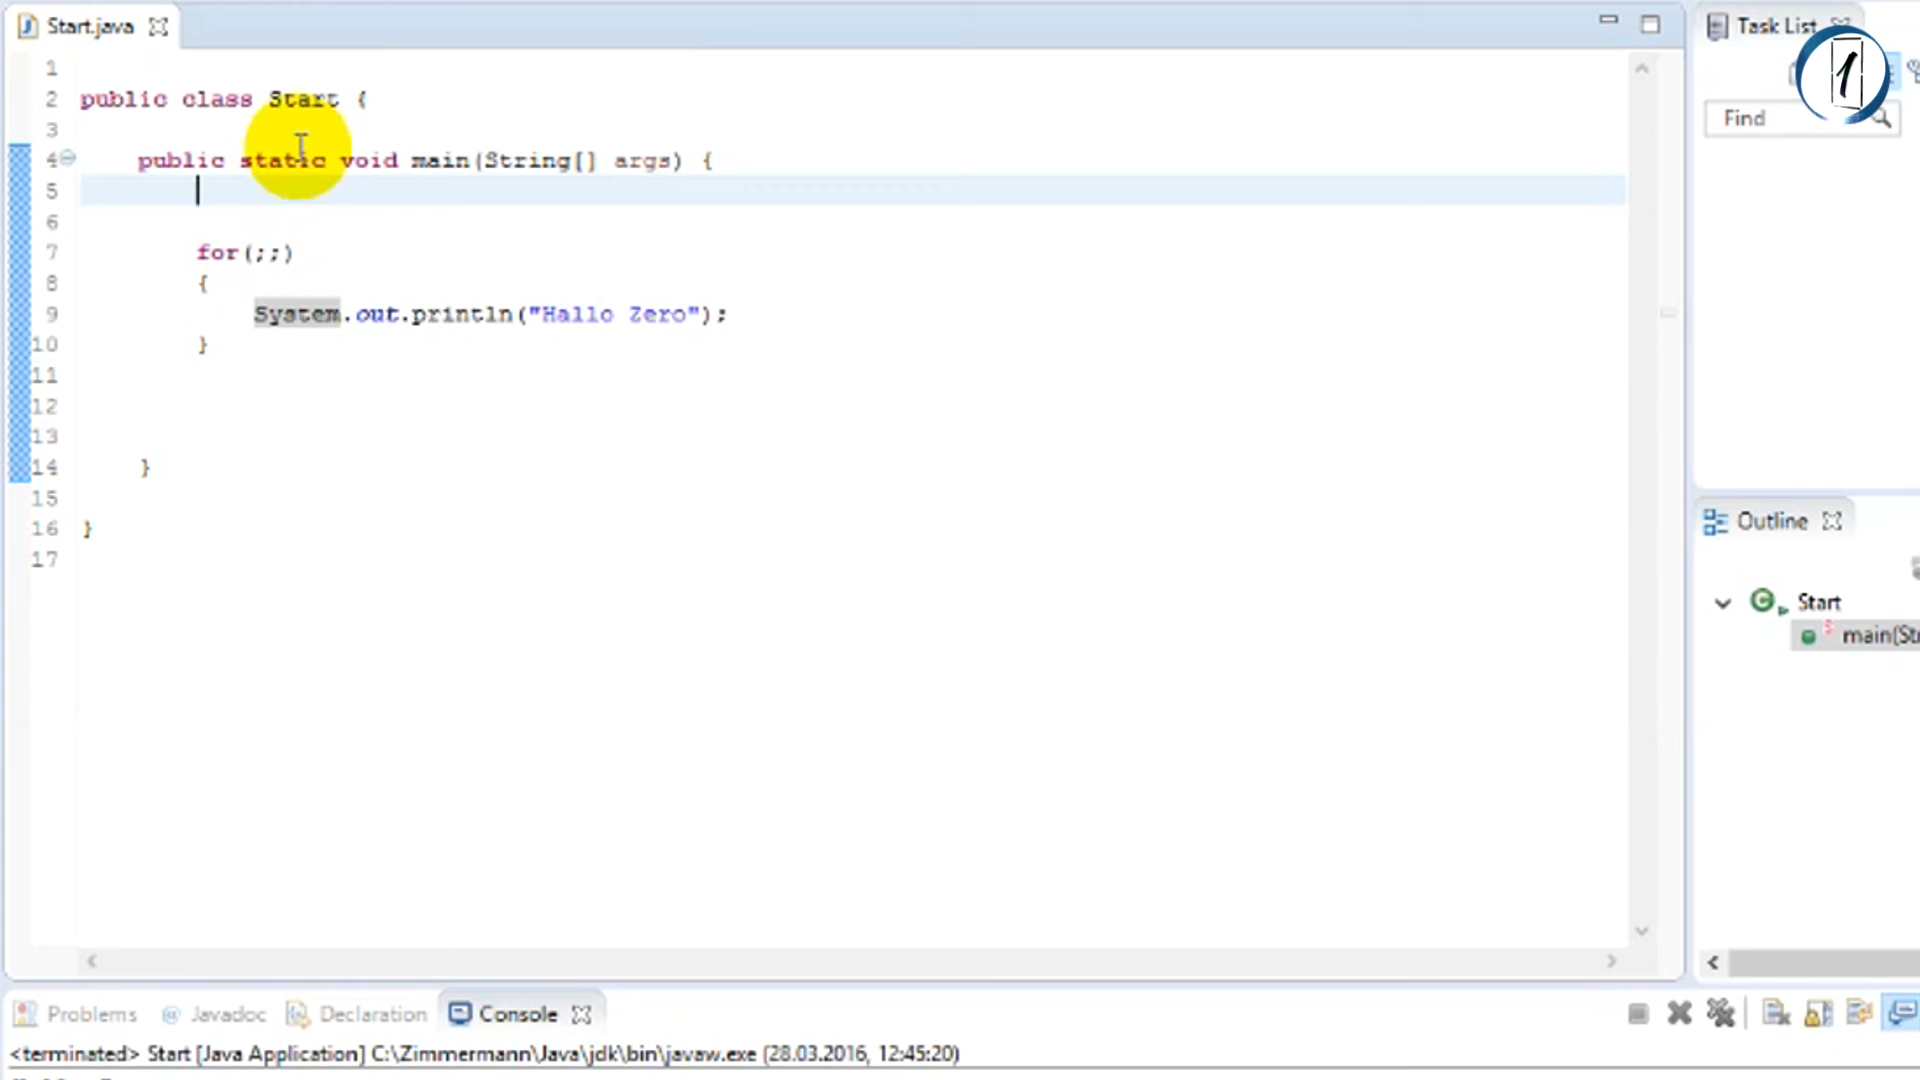 Start.java
Task List
1
Find
1
2 public class Start {
3
4 public static void main(String[] args) {
5
6
7 for(;;)
8 {
9 System.out.println("Hallo Zero");
10 }
11
12
13
14 }
15
16 }
17
Outline
Start
main(Str
Problems @ Javadoc Declaration Console
<terminated> Start [Java Application] C:\Zimmermann\Java\jdk\bin\javaw.exe (28.03.2016, 12:45:20)